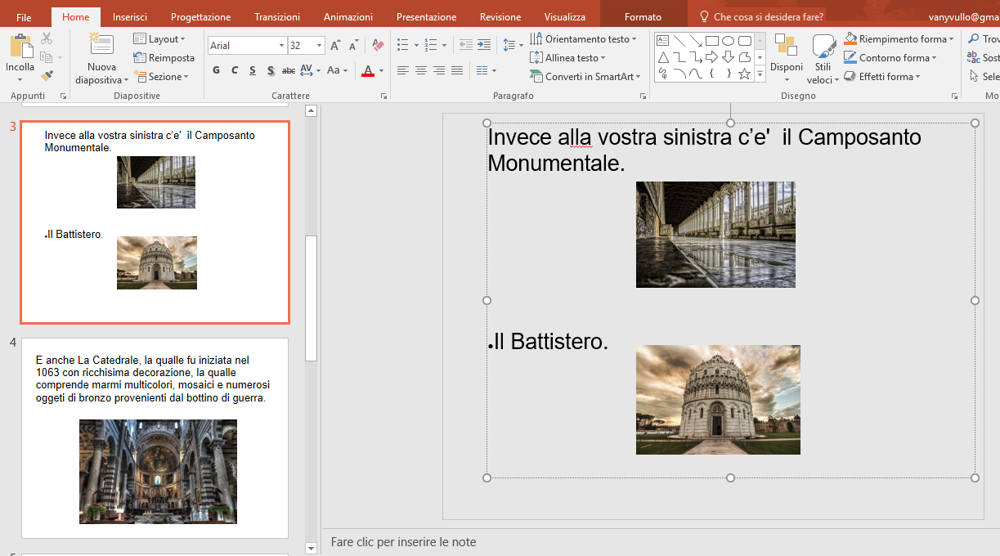 File Home Inserisci Progettazione Transizioni Animazioni Presentazione Revisione Visualizza Formato Che cosa si desidera fare? vanyvullo@gma
Incolla
Appunti
Nuova diapositiva
Layout
Reimposta
Sezione
Diapositive
Arial 32
G C S S abc AV Aa A
Carattere
Orientamento testo
Allinea testo
Converti in SmartArt
Paragrafo
Disponi
Stili veloci
Riempimento forma
Contorno forma
Effetti forma
Disegno
Trov
Sost
Sele
Mo
3
Invece alla vostra sinistra c’e' il Camposanto
Monumentale.
•Il Battistero.
4
E anche La Catedrale, la qualle fu iniziata nel
1063 con ricchisima decorazione, la qualle
comprende marmi multicolori, mosaici e numerosi
oggeti di bronzo provenienti dal bottino di guerra.
Invece alla vostra sinistra c’e' il Camposanto
Monumentale.
•Il Battistero.
Fare clic per inserire le note